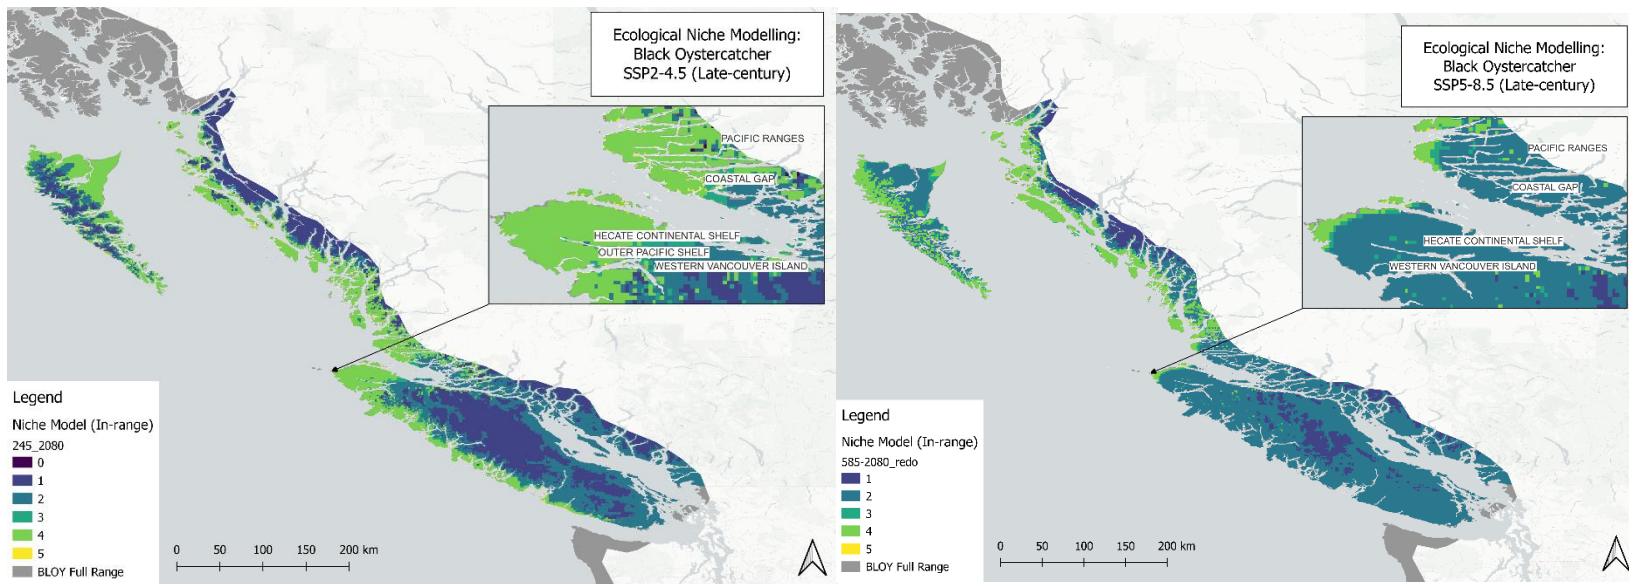 Ecological Niche Modelling:
Black Oystercatcher
SSP2-4.5 (Late-century)
PACIFIC RANGES
COASTAL GAP
HECATE CONTINENTAL SHELF
OUTER PACIFIC SHELF
WESTERN VANCOUVER ISLAND
Legend
Niche Model (In-range)
245_2080
0
1
2
3
4
5
BLOY Full Range
0 50 100 150 200 km
Ecological Niche Modelling:
Black Oystercatcher
SSP5-8.5 (Late-century)
PACIFIC RANGES
COASTAL GAP
HECATE CONTINENTAL SHELF
WESTERN VANCOUVER ISLAND
Legend
Niche Model (In-range)
585-2080_redo
1
2
3
4
5
BLOY Full Range
0 50 100 150 200 km